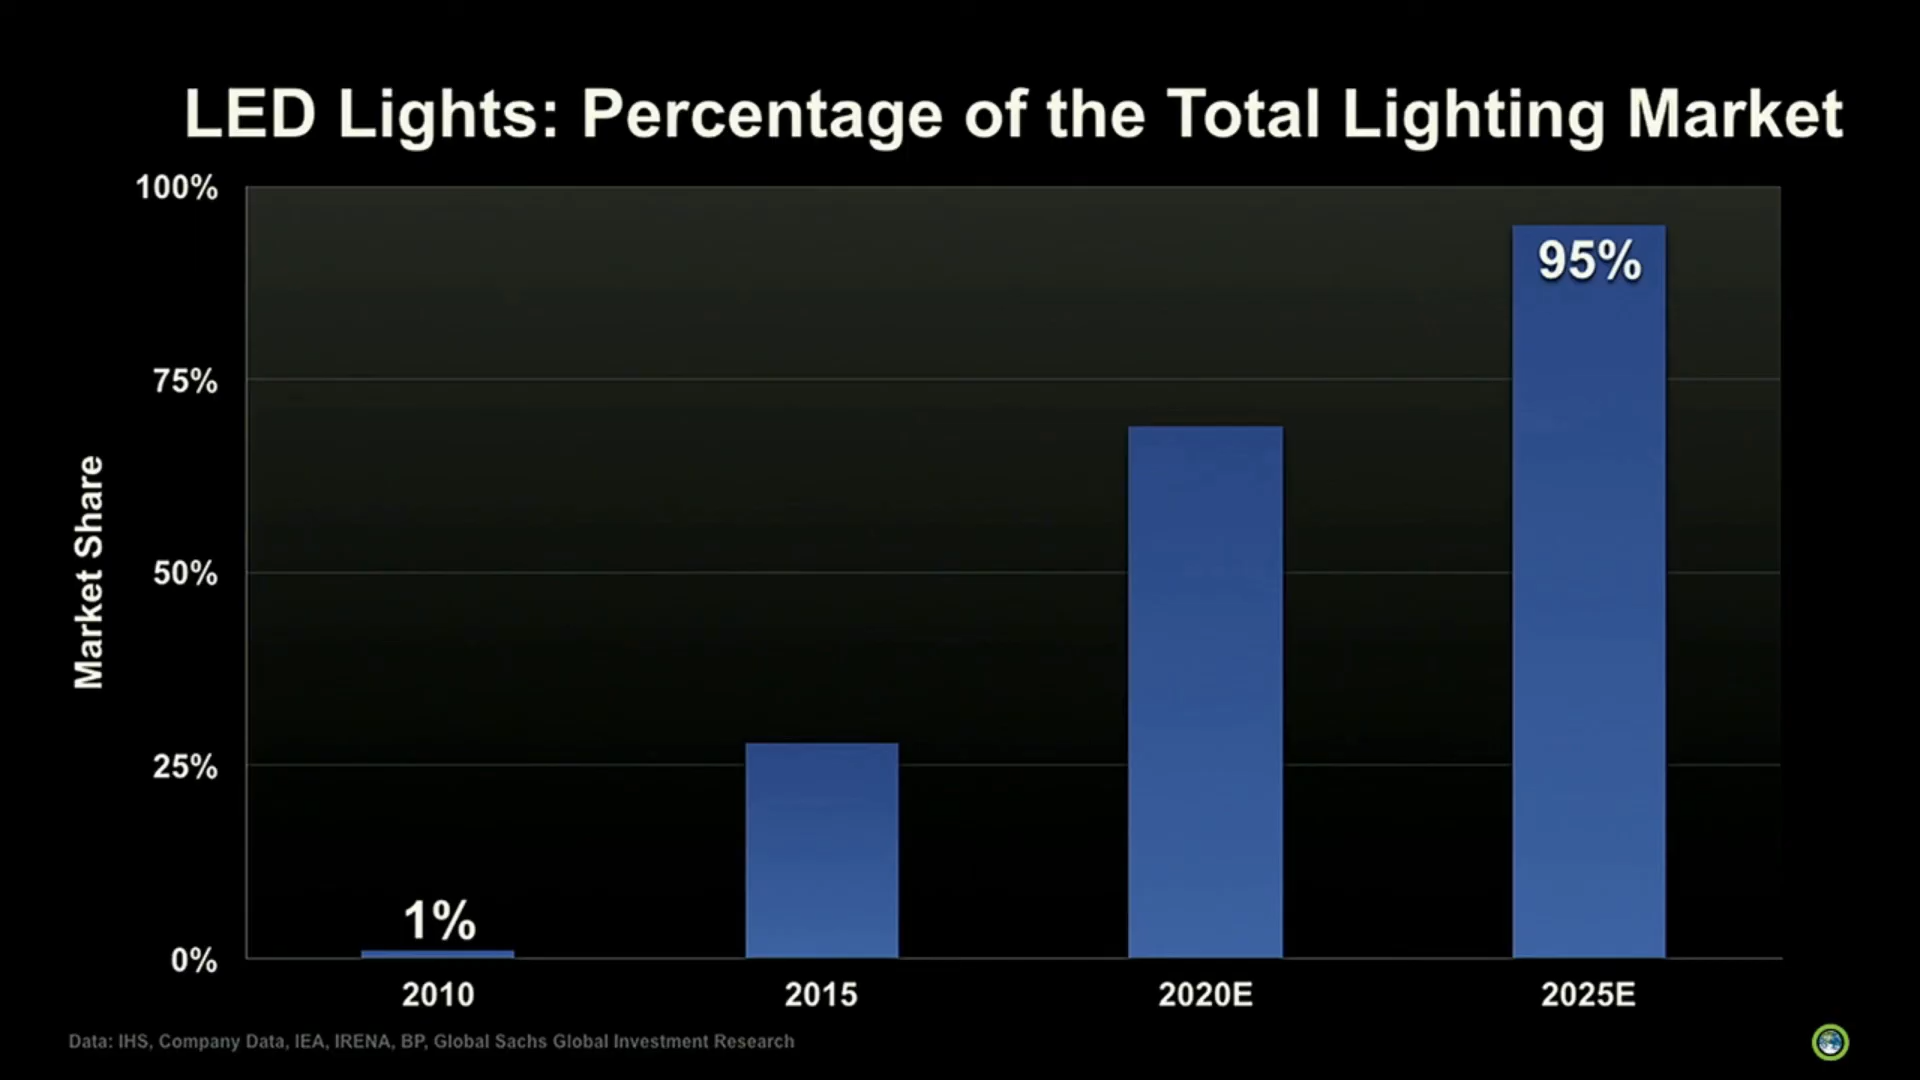 LED Lights: Percentage of the Total Lighting Market
100%
95%
75%
Market Share
50%
25%
1%
0%
2010 2015 2020E 2025E
Data: IHS, Company Data, IEA, IRENA, BP, Global Sachs Global Investment Research